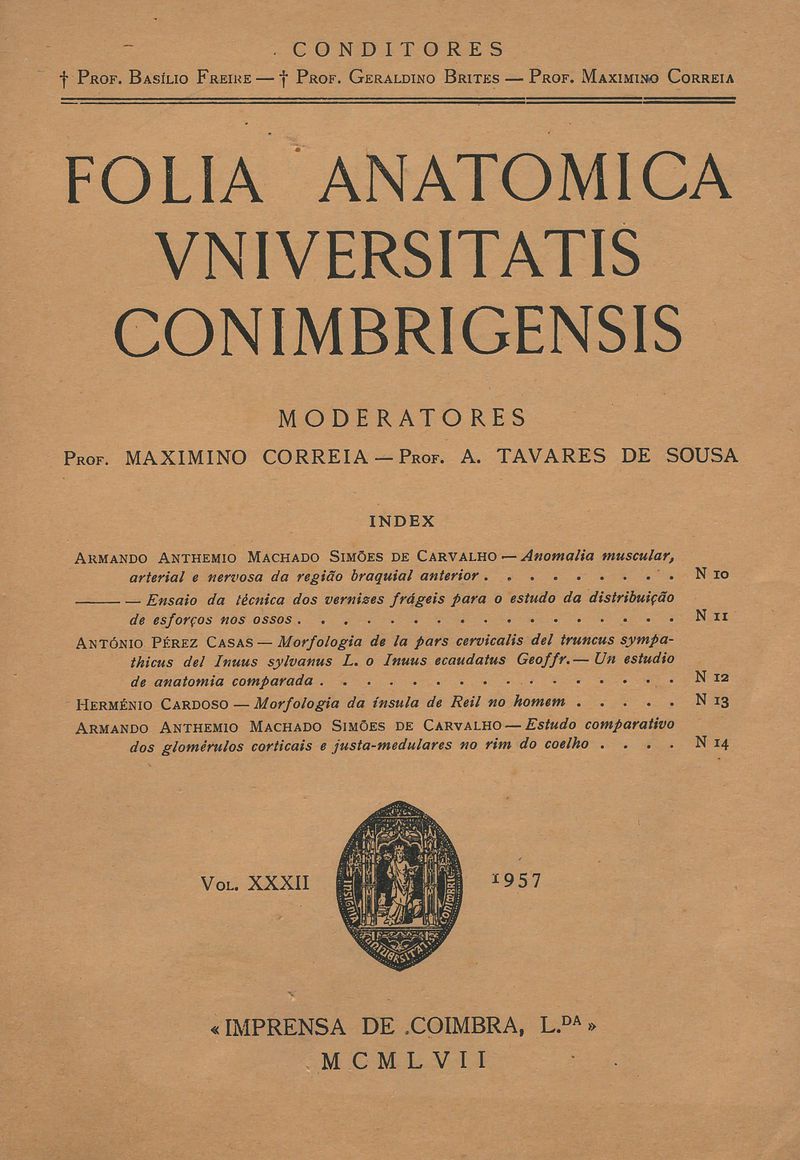 CONDITORES
† Prof. Basílio Freire — † Prof. Geraldino Brites — Prof. Maximino Correia
FOLIA ANATOMICA
VNIVERSITATIS
CONIMBRIGENSIS
MODERATORES
Prof. MAXIMINO CORREIA — Prof. A. TAVARES DE SOUSA
INDEX
Armando Anthemio Machado Simões de Carvalho — Anomalia muscular,
arterial e nervosa da região braquial anterior . . . . . . . . . N 10
——— — Ensaio da técnica dos vernizes frágeis para o estudo da distribuição
de esforços nos ossos . . . . . . . . . . . . . . . . . N 11
António Pérez Casas — Morfologia de la pars cervicalis del truncus sympa-
thicus del Inuus sylvanus L. o Inuus ecaudatus Geoffr. — Un estudio
de anatomia comparada . . . . . . . . . . . . . . . . N 12
Herménio Cardoso — Morfologia da ínsula de Reil no homem . . . . . N 13
Armando Anthemio Machado Simões de Carvalho — Estudo comparativo
dos glomérulos corticais e justa-medulares no rim do coelho . . . . N 14
Vol. XXXII
INSIGNIA
VNIVERSITATIS
CONIMBRIG
1957
« IMPRENSA DE COIMBRA, L.DA »
MCMLVII